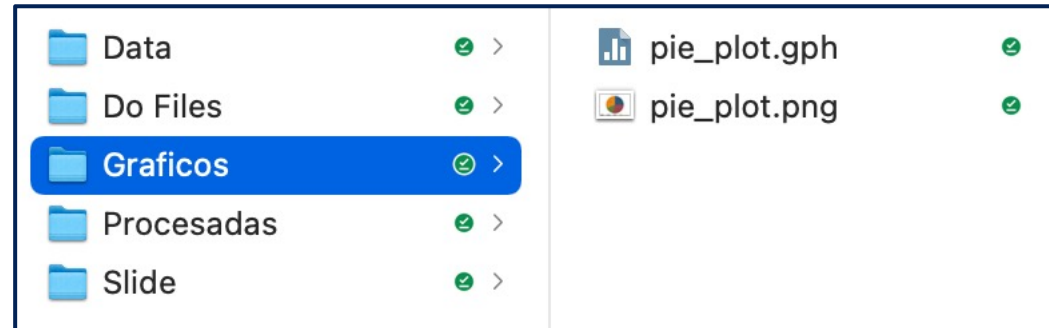 Data
Do Files
Graficos
Procesadas
Slide
pie_plot.gph
pie_plot.png